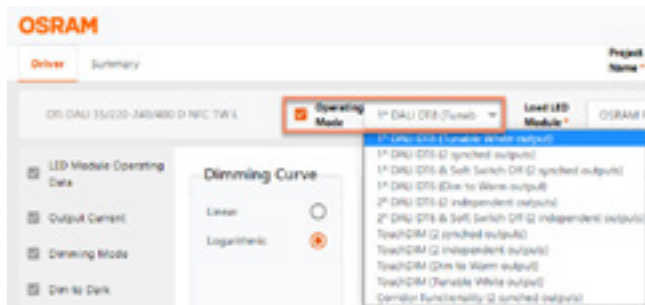 OSRAM
Driver Summary
Project Name *
OTi DALI 35/220-240/480 D NFC TW L
Operating Mode
1* DALI DT8 (Tunab
Load LED Module *
OSRAM
1* DALI DT8 (Tunable White output)
1* DALI DT6 (2 synched outputs)
1* DALI DT6 & Soft Switch Off (2 synched outputs)
1* DALI DT6 (Dim to Warm output)
2* DALI DT6 (2 independent outputs)
2* DALI DT6 & Soft Switch Off (2 independent outputs)
TouchDIM (2 synched outputs)
TouchDIM (2 independent outputs)
TouchDIM (Dim to Warm output)
TouchDIM (Tunable White output)
Corridor Functionality (2 synched outputs)
LED Module Operating Data
Output Current
Dimming Mode
Dim to Dark
Dimming Curve
Linear
Logarithmic